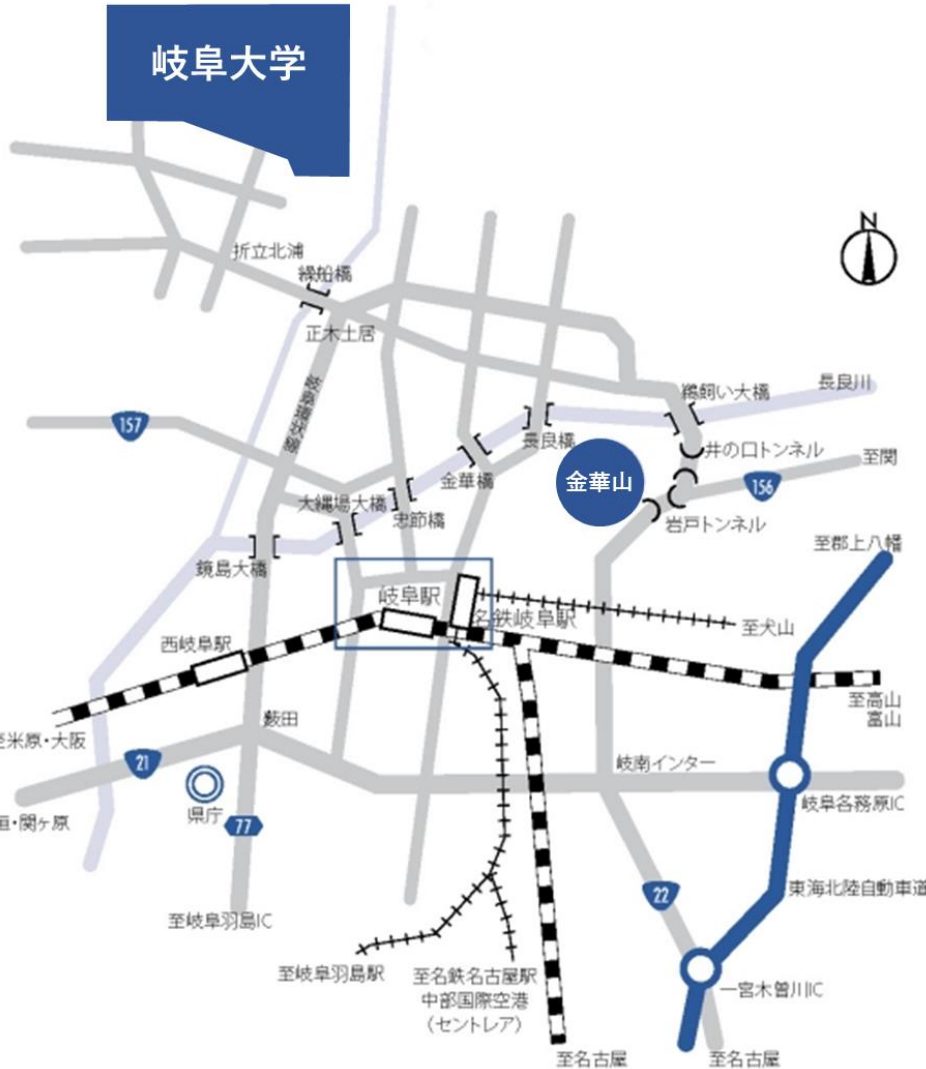 岐阜大学
N
折立北浦
繰船橋
正木土居
岐阜環状線
鵜飼い大橋
長良川
157
長良橋
井の口トンネル
至関
金華橋
金華山
156
大縄場大橋
忠節橋
岩戸トンネル
至郡上八幡
鏡島大橋
岐阜駅
名鉄岐阜駅
至犬山
西岐阜駅
至高山
富山
藪田
至米原・大阪
21
岐南インター
県庁
77
岐阜各務原IC
垣・関ヶ原
22
東海北陸自動車道
至岐阜羽島IC
至岐阜羽島駅
至名鉄名古屋駅
中部国際空港
（セントレア）
一宮木曽川IC
至名古屋
至名古屋